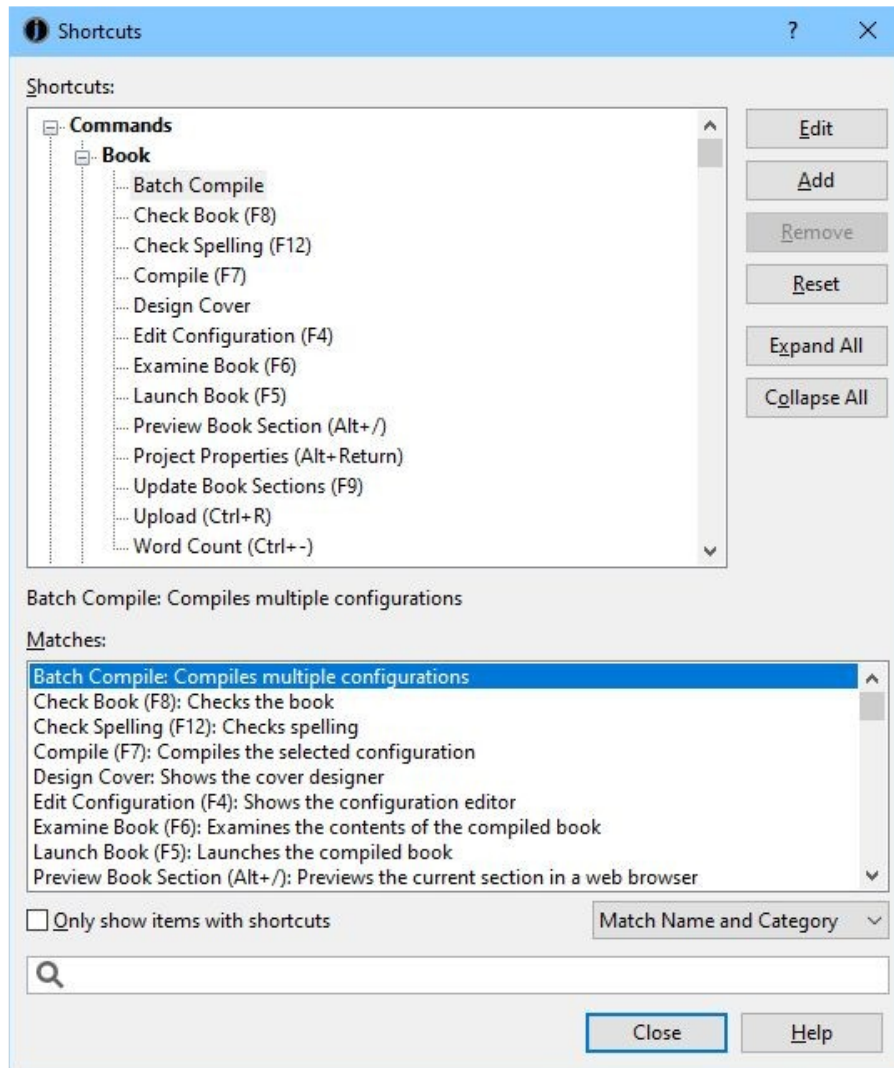 Shortcuts
Shortcuts:
Commands
Book
Batch Compile
Check Book (F8)
Check Spelling (F12)
Compile (F7)
Design Cover
Edit Configuration (F4)
Examine Book (F6)
Launch Book (F5)
Preview Book Section (Alt+/)
Project Properties (Alt+Return)
Update Book Sections (F9)
Upload (Ctrl+R)
Word Count (Ctrl+-)
Edit
Add
Remove
Reset
Expand All
Collapse All
Batch Compile: Compiles multiple configurations
Matches:
Batch Compile: Compiles multiple configurations
Check Book (F8): Checks the book
Check Spelling (F12): Checks spelling
Compile (F7): Compiles the selected configuration
Design Cover: Shows the cover designer
Edit Configuration (F4): Shows the configuration editor
Examine Book (F6): Examines the contents of the compiled book
Launch Book (F5): Launches the compiled book
Preview Book Section (Alt+/): Previews the current section in a web browser
Only show items with shortcuts
Match Name and Category
Close
Help